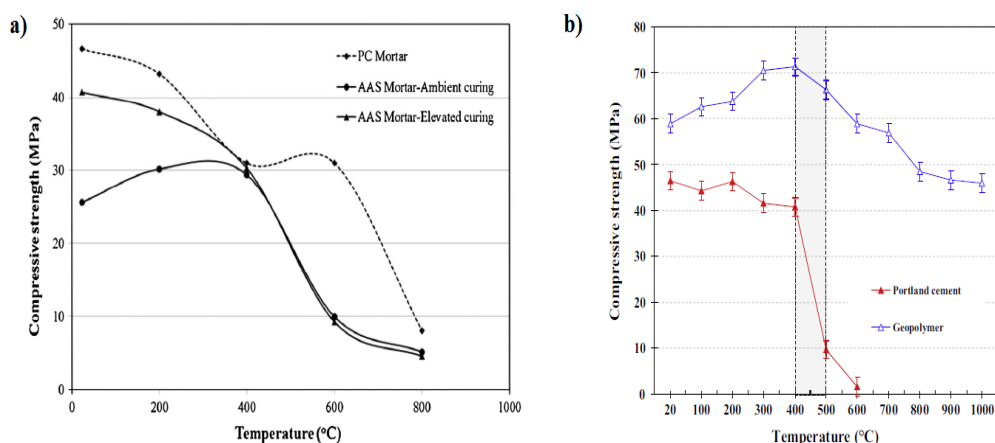 a)
50
40
30
20
10
0
Compressive strength (MPa)
PC Mortar
AAS Mortar-Ambient curing
AAS Mortar-Elevated curing
0 200 400 600 800 1000
Temperature (ºC)
b)
80
70
60
50
40
30
20
10
0
Compressive strength (MPa)
Portland cement
Geopolymer
20 100 200 300 400 500 600 700 800 900 1000
Temperature (°C)